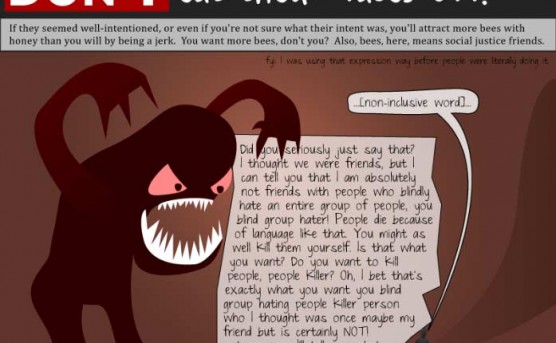 DON'T
If they seemed well-intentioned, or even if you're not sure what their intent was, you'll attract more bees with
honey than you will by being a jerk. You want more bees, don't you? Also, bees, here, means social justice friends.
fyi: I was using that expression way before people were literally doing it
...[non-inclusive word]...
Did you seriously just say that?
I thought we were friends, but I
can tell you that I am absolutely
not friends with people who blindly
hate an entire group of people, you
blind group hater! People die because
of language like that. You might as
well kill them yourself. Is that what
you want? Do you want to kill
people, people killer? Oh, I bet that's
exactly what you want you blind
group hating people killer person
who I thought was once maybe my
friend but is certainly NOT!